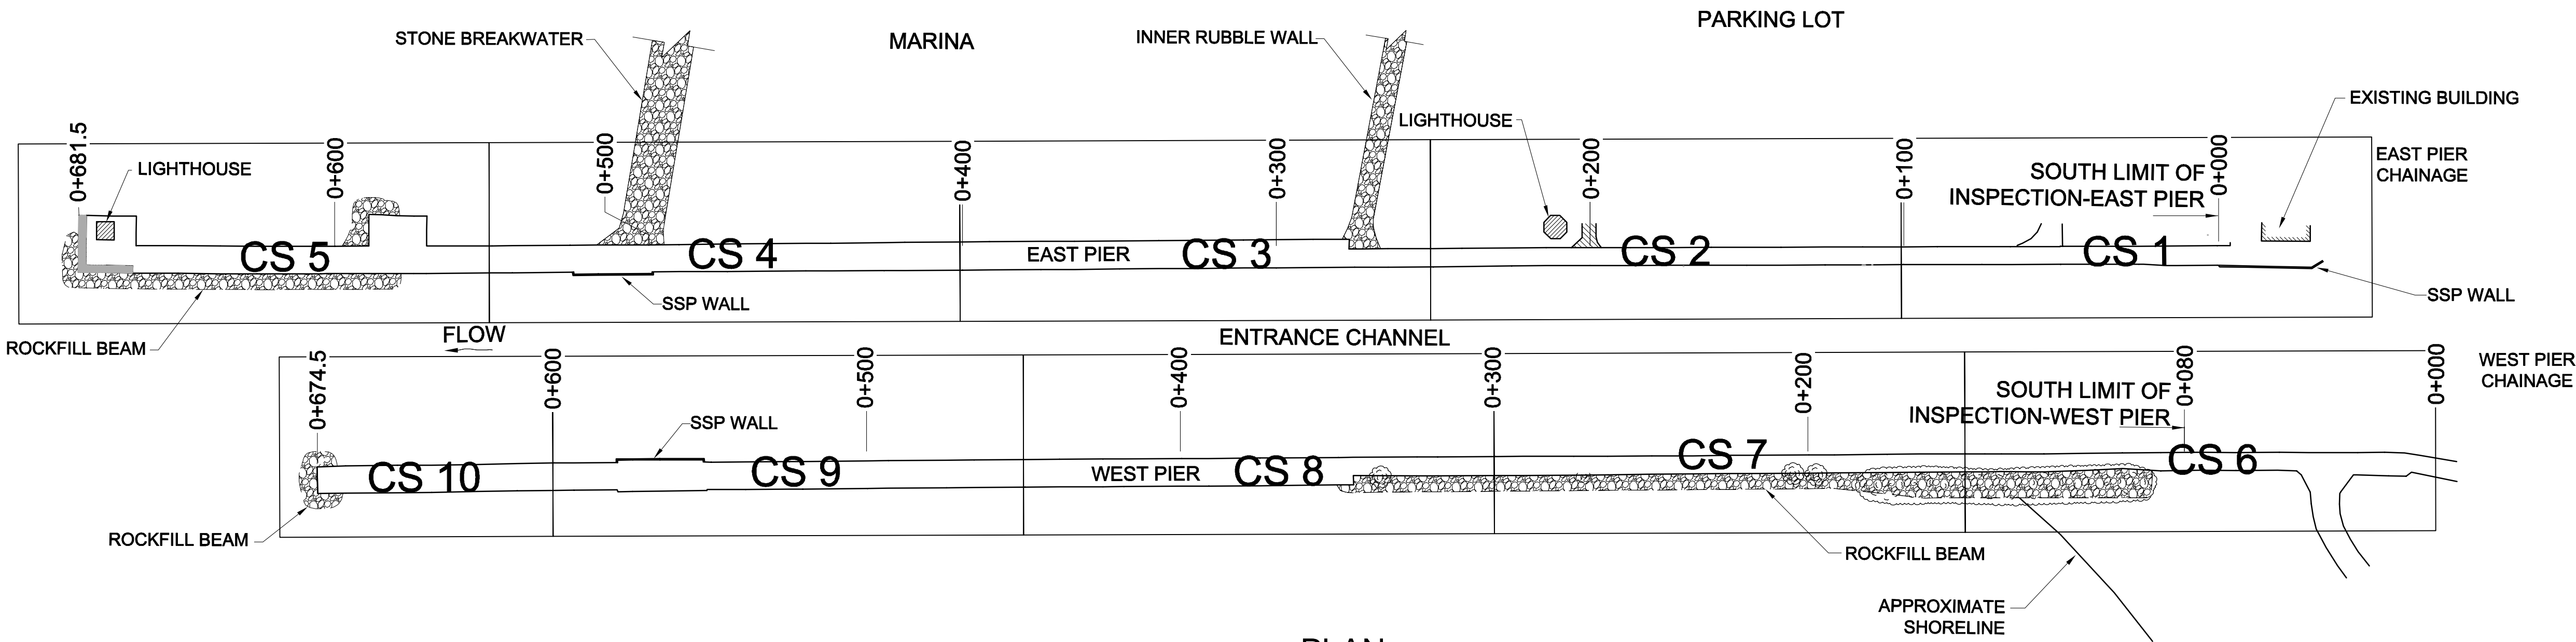 PARKING LOT
STONE BREAKWATER
MARINA
INNER RUBBLE WALL
EXISTING BUILDING
LIGHTHOUSE
0+681.5
LIGHTHOUSE
0+600
0+500
0+400
0+300
0+200
0+100
SOUTH LIMIT OF
INSPECTION-EAST PIER
0+000
EAST PIER
CHAINAGE
CS 5
CS 4
EAST PIER
CS 3
CS 2
CS 1
SSP WALL
SSP WALL
ROCKFILL BEAM
FLOW
ENTRANCE CHANNEL
0+674.5
0+600
0+500
0+400
0+300
0+200
SOUTH LIMIT OF
INSPECTION-WEST PIER
0+080
0+000
WEST PIER
CHAINAGE
SSP WALL
CS 10
CS 9
WEST PIER
CS 8
CS 7
CS 6
ROCKFILL BEAM
ROCKFILL BEAM
APPROXIMATE
SHORELINE
PLAN